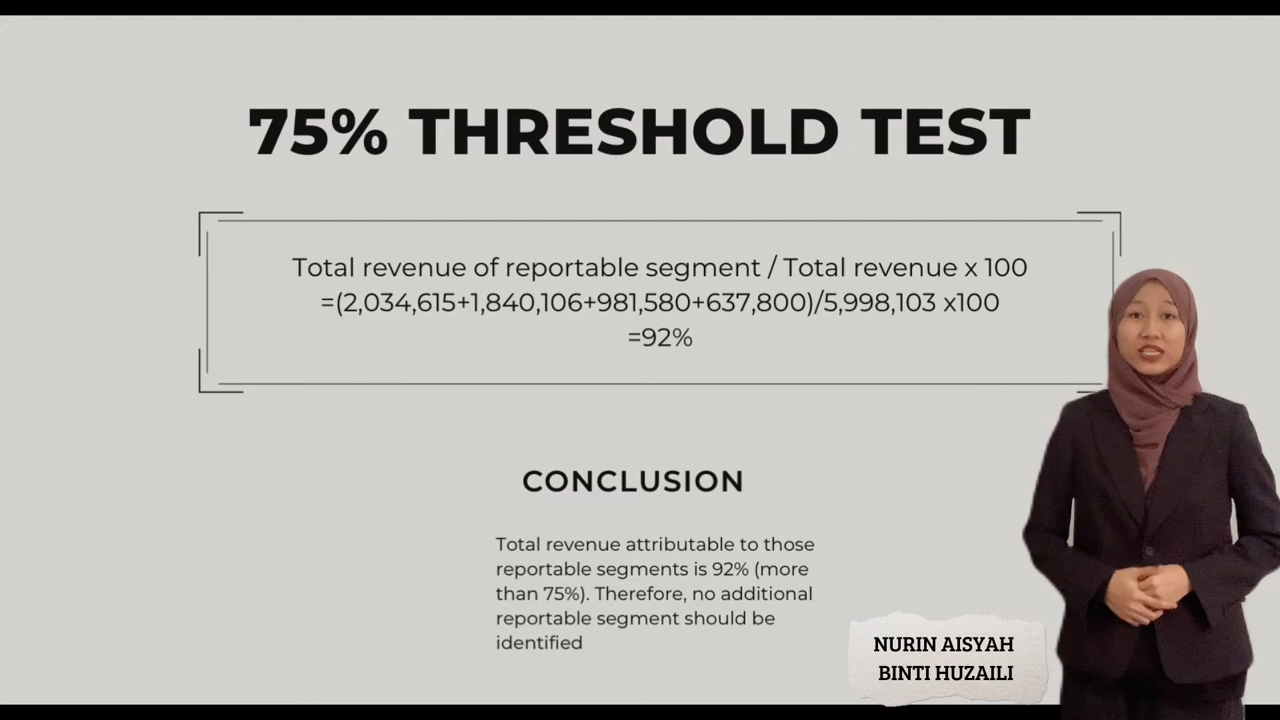 75% THRESHOLD TEST
Total revenue of reportable segment / Total revenue x 100
=(2,034,615+1,840,106+981,580+637,800)/5,998,103 x100
=92%
CONCLUSION
Total revenue attributable to those
reportable segments is 92% (more
than 75%). Therefore, no additional
reportable segment should be
identified
NURIN AISYAH
BINTI HUZAILI